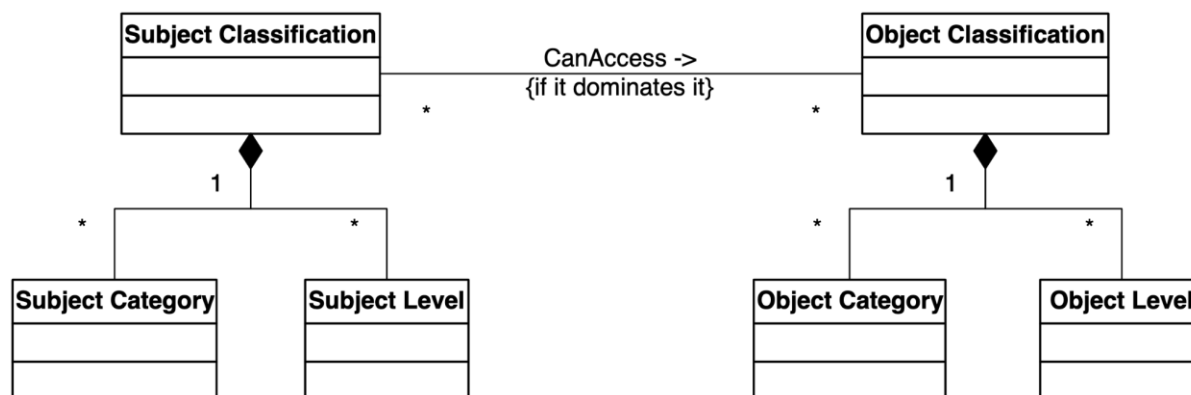 Subject Classification
Object Classification
CanAccess ->
{if it dominates it}
*
*
1
1
*
*
*
*
Subject Category
Subject Level
Object Category
Object Level